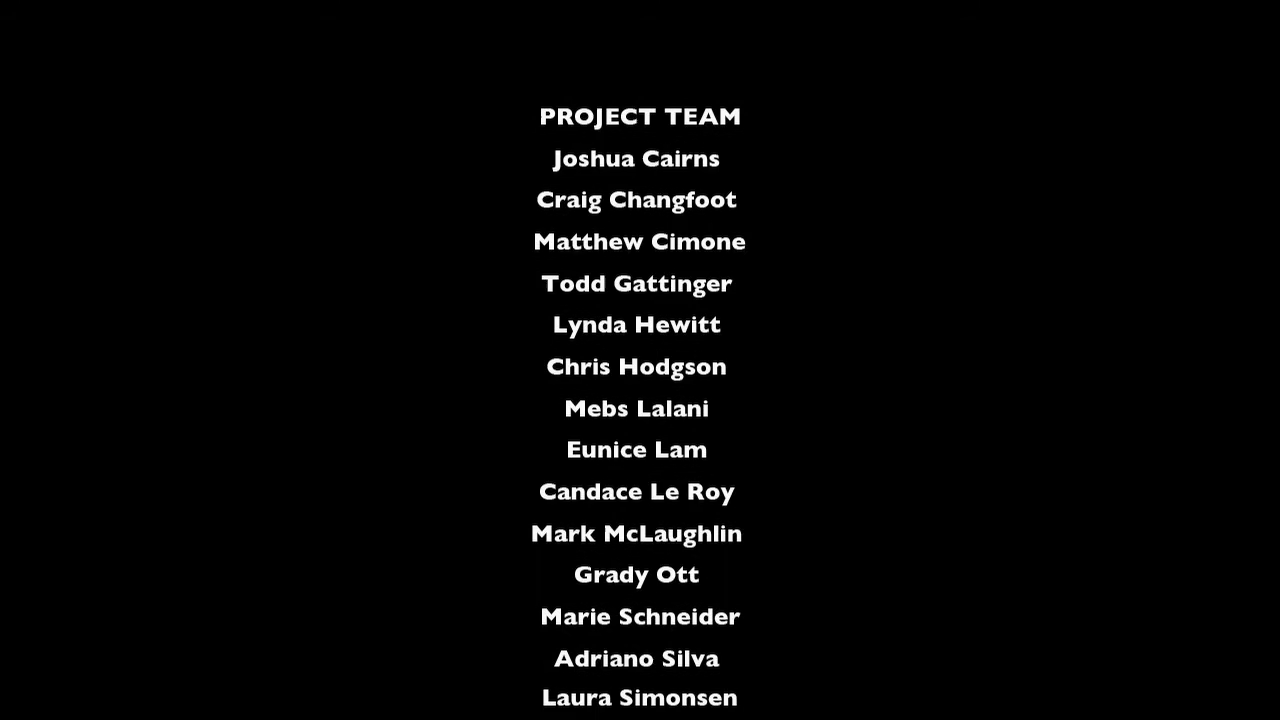 PROJECT TEAM
Joshua Cairns
Craig Changfoot
Matthew Cimone
Todd Gattinger
Lynda Hewitt
Chris Hodgson
Mebs Lalani
Eunice Lam
Candace Le Roy
Mark McLaughlin
Grady Ott
Marie Schneider
Adriano Silva
Laura Simonsen